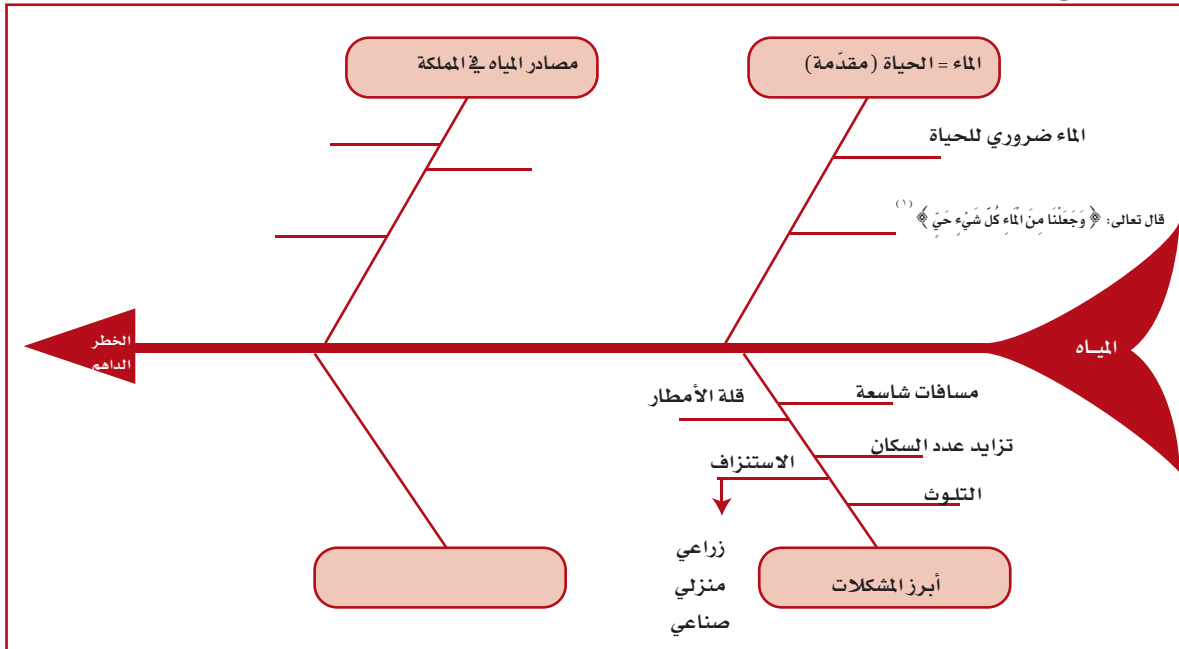 الماء = الحياة (مقدّمة)
مصادر المياه في المملكة
الماء ضروري للحياة
قال تعالى: ﴿ وَجَعَلْنَا مِنَ الْمَاءِ كُلَّ شَيْءٍ حَيٍّ ﴾ (١)
المياه
الخطر
الداهم
مسافات شاسعة
قلة الأمطار
تزايد عدد السكان
الاستنزاف
التلوث
زراعي
منزلي
صناعي
أبرز المشكلات